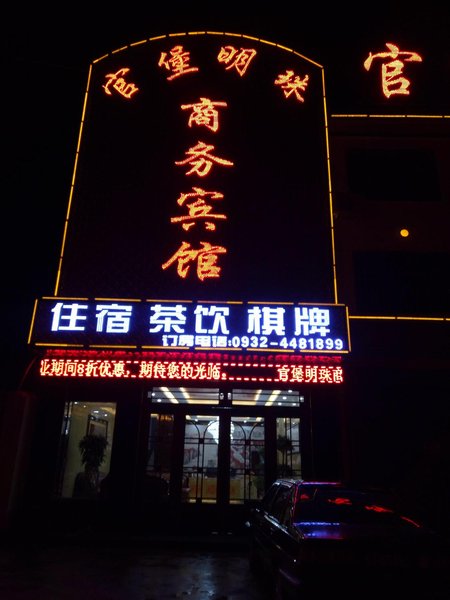 官堡明珠
官
商务宾馆
住宿 茶饮 棋牌
订房电话:0932-4481899
业期间8折优惠，期待您的光临。 官堡明珠商